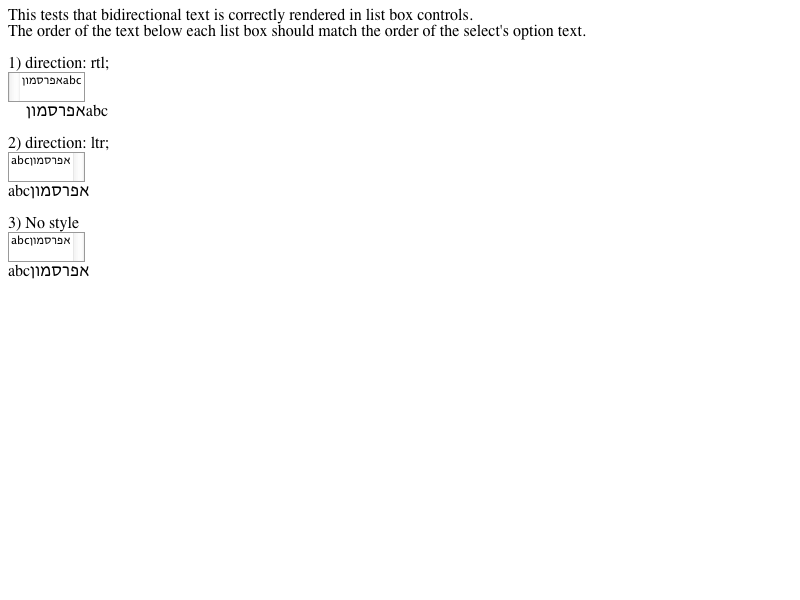 This tests that bidirectional text is correctly rendered in list box controls.
The order of the text below each list box should match the order of the select's option text.
1) direction: rtl;
abcאפרסמון
abcאפרסמון
2) direction: ltr;
abcאפרסמון
abcאפרסמון
3) No style
abcאפרסמון
abcאפרסמון